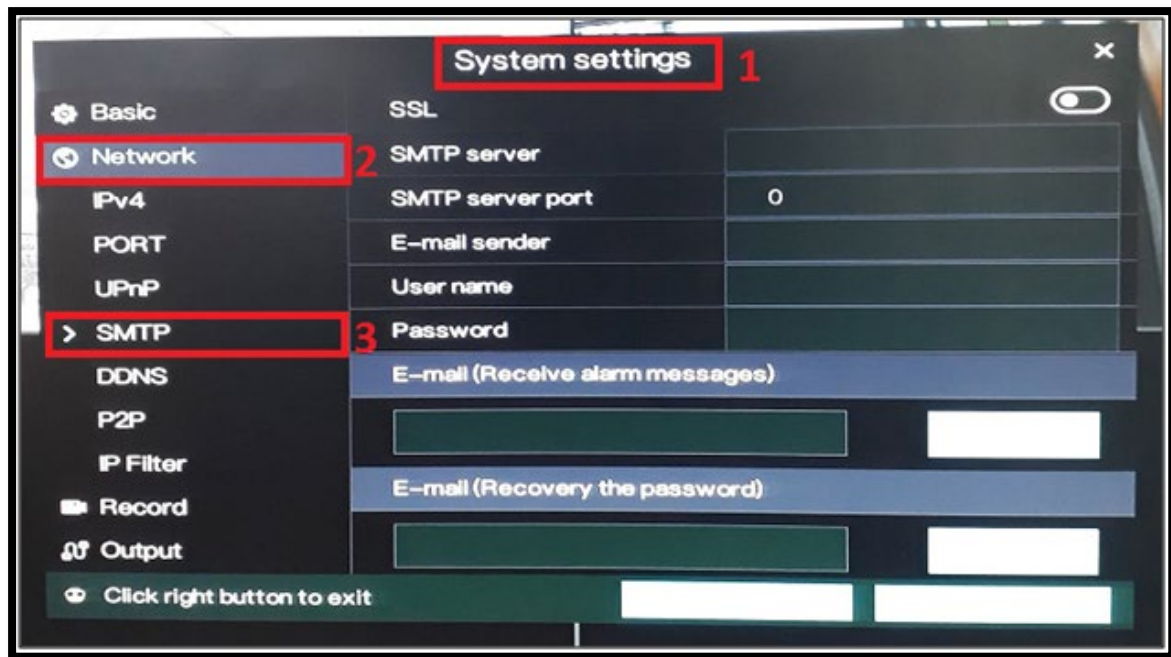 System settings 1
×
Basic
SSL
Network 2
SMTP server
IPv4
SMTP server port 0
PORT
E-mail sender
UPnP
User name
> SMTP 3
Password
DDNS
E-mail (Receive alarm messages)
P2P
IP Filter
E-mail (Recovery the password)
Record
Output
Click right button to exit